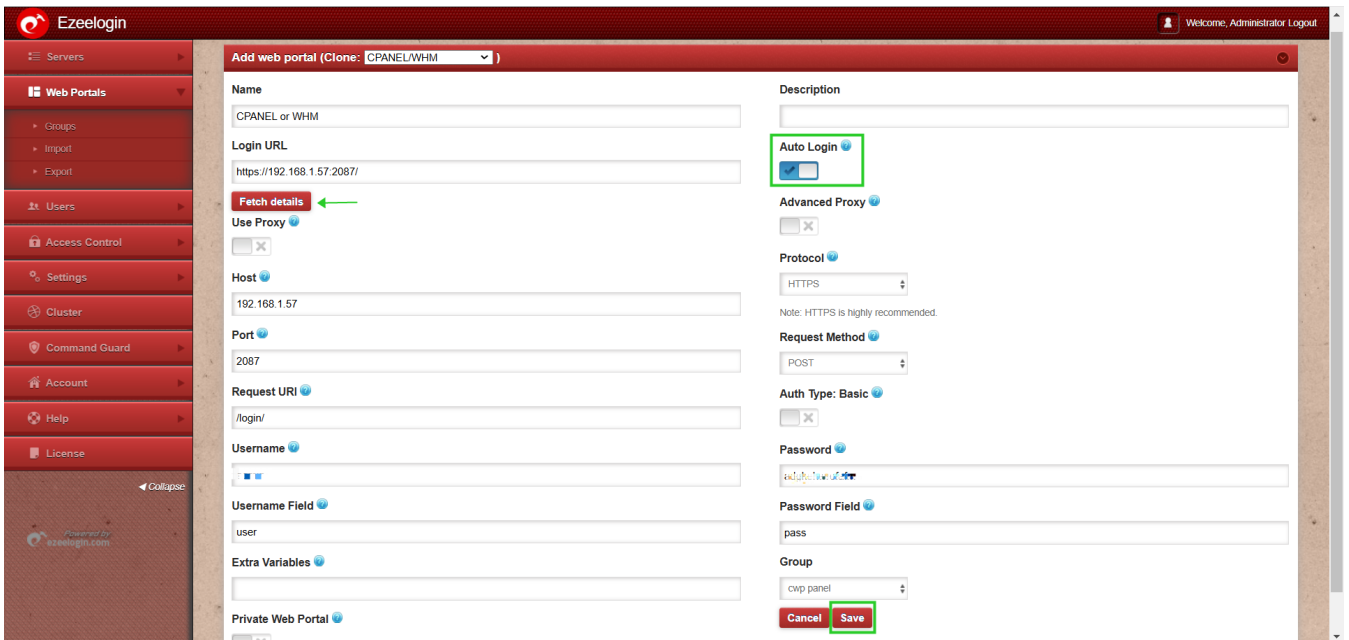 Ezeelogin
Welcome, Administrator Logout
Servers
Web Portals
Groups
Import
Export
Users
Access Control
Settings
Cluster
Command Guard
Account
Help
License
Collapse
Powered by
ezeelogin.com
Add web portal (Clone: CPANEL/WHM )
Name
CPANEL or WHM
Login URL
https://192.168.1.57:2087/
Fetch details
Use Proxy
Host
192.168.1.57
Port
2087
Request URI
/login/
Username
Username Field
user
Extra Variables
Private Web Portal
Description
Auto Login
Advanced Proxy
Protocol
HTTPS
Note: HTTPS is highly recommended.
Request Method
POST
Auth Type: Basic
Password
Password Field
pass
Group
cwp panel
Cancel
Save